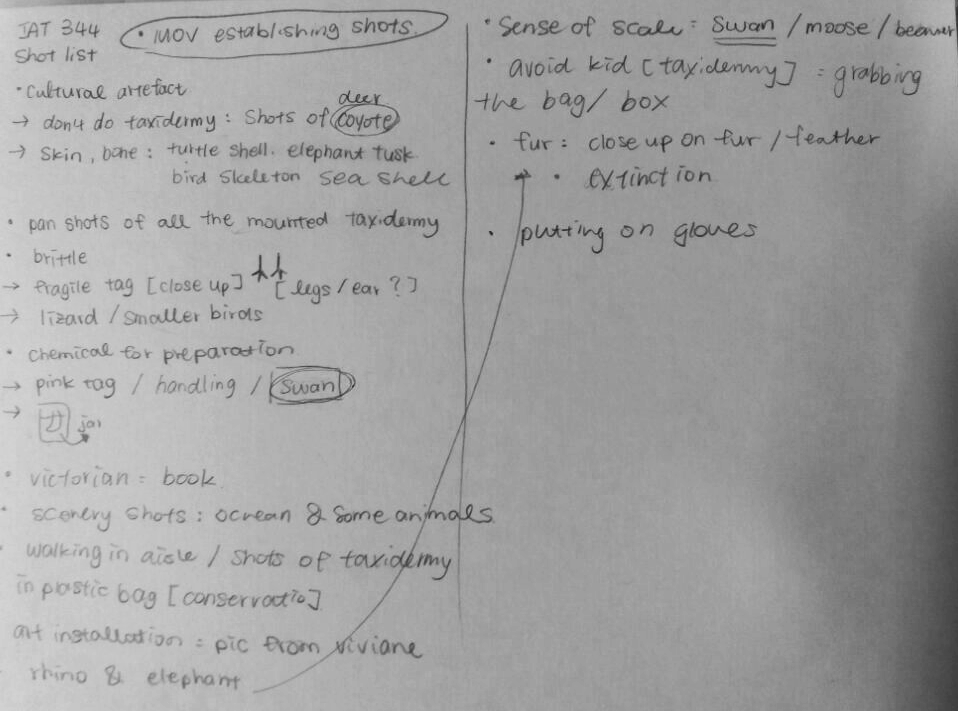 IAT 344
Shot list
• MOV establishing shots.
• Cultural artefact
deer
→ don't do taxidermy : Shots of coyote
→ Skin, bone : turtle shell. elephant tusk.
bird skeleton sea shell
• pan shots of all the mounted taxidermy
• brittle
→ fragile tag [close up] [legs / ear ?]
→ lizard / smaller birds
• chemical for preparation
→ pink tag / handling / swan
→ jar
• victorian = book
• scenery shots : ocrean & some animals.
• walking in aisle / shots of taxidermy
in plastic bag [conservatio]
art installation = pic from viviane
rhino & elephant
• Sense of scale : swan / moose / beaver
• avoid kid [taxidermy] = grabbing
the bag / box
• fur : close up on fur / feather
• extinction
• putting on gloves